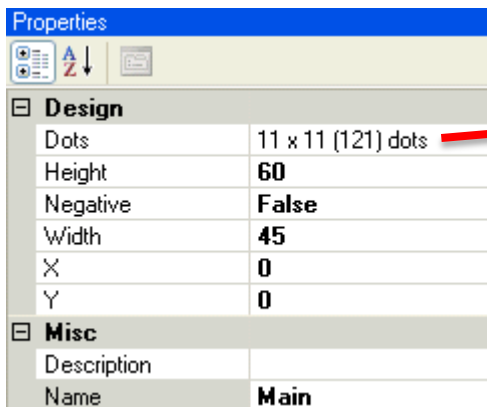 Properties
Design
Dots 11 x 11 (121) dots
Height 60
Negative False
Width 45
X 0
Y 0
Misc
Description
Name Main